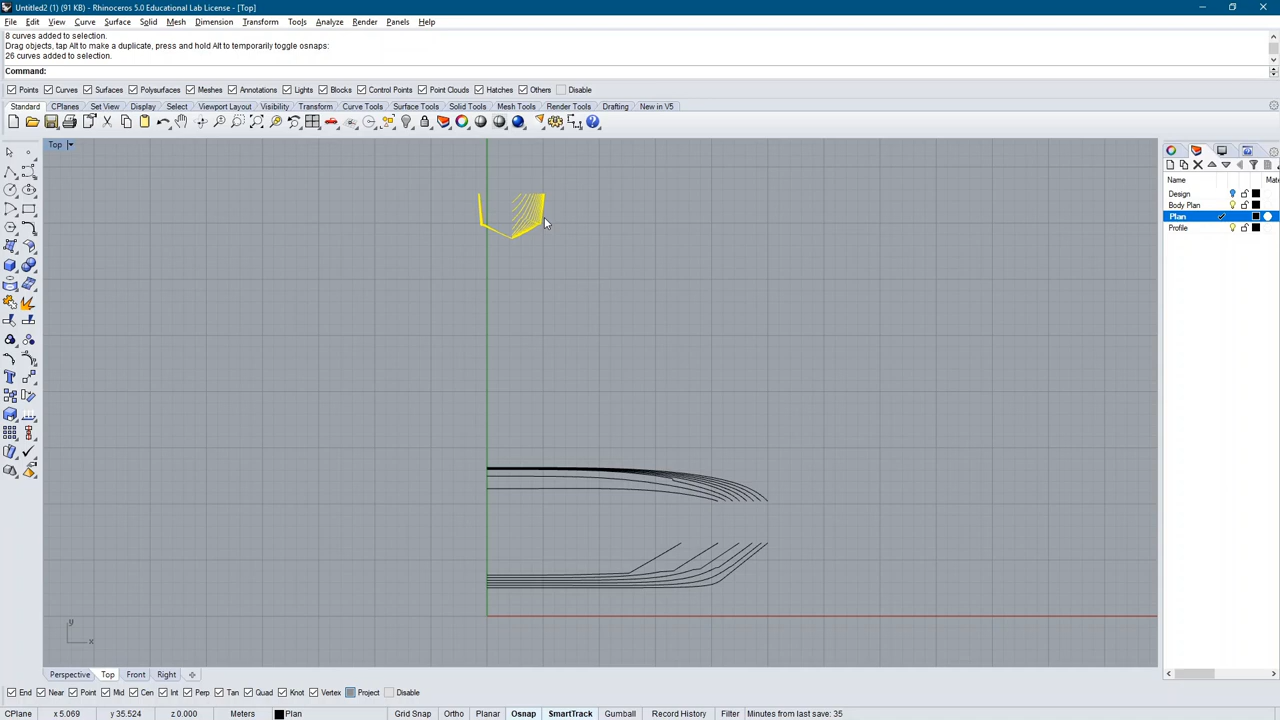 Untitled2 (1) (91 KB) - Rhinoceros 5.0 Educational Lab License - [Top]
File Edit View Curve Surface Solid Mesh Dimension Transform Tools Analyze Render Panels Help
8 curves added to selection.
Drag objects, tap Alt to make a duplicate, press and hold Alt to temporarily toggle osnaps:
26 curves added to selection.
Command:
Points Curves Surfaces Polysurfaces Meshes Annotations Lights Blocks Control Points Point Clouds Hatches Others Disable
Standard CPlanes Set View Display Select Viewport Layout Visibility Transform Curve Tools Surface Tools Solid Tools Mesh Tools Render Tools Drafting New in V5
Top
Name Mate
Design
Body Plan
Plan
Profile
y
x
Perspective Top Front Right
End Near Point Mid Cen Int Perp Tan Quad Knot Vertex Project Disable
CPlane x 5.069 y 35.524 z 0.000 Meters Plan Grid Snap Ortho Planar Osnap SmartTrack Gumball Record History Filter Minutes from last save: 35